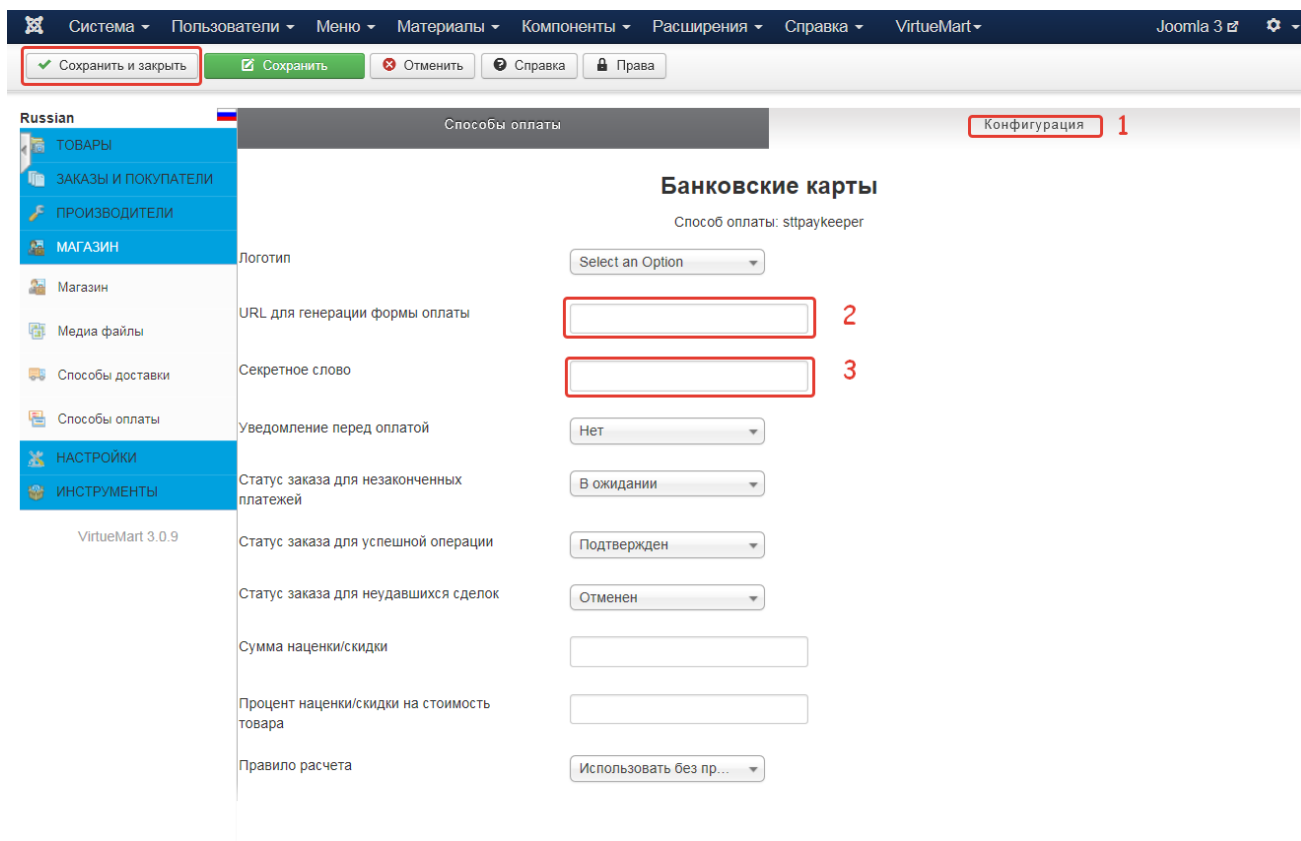 Система Пользователи Меню Материалы Компоненты Расширения Справка VirtueMart Joomla 3
Сохранить и закрыть Сохранить Отменить Справка Права
Russian
ТОВАРЫ
ЗАКАЗЫ И ПОКУПАТЕЛИ
ПРОИЗВОДИТЕЛИ
МАГАЗИН
Магазин
Медиа файлы
Способы доставки
Способы оплаты
НАСТРОЙКИ
ИНСТРУМЕНТЫ
VirtueMart 3.0.9
Способы оплаты
Конфигурация 1
Банковские карты
Способ оплаты: sttpaykeeper
Логотип Select an Option
URL для генерации формы оплаты 2
Секретное слово 3
Уведомление перед оплатой Нет
Статус заказа для незаконченных
платежей В ожидании
Статус заказа для успешной операции Подтвержден
Статус заказа для неудавшихся сделок Отменен
Сумма наценки/скидки
Процент наценки/скидки на стоимость
товара
Правило расчета Использовать без пр...